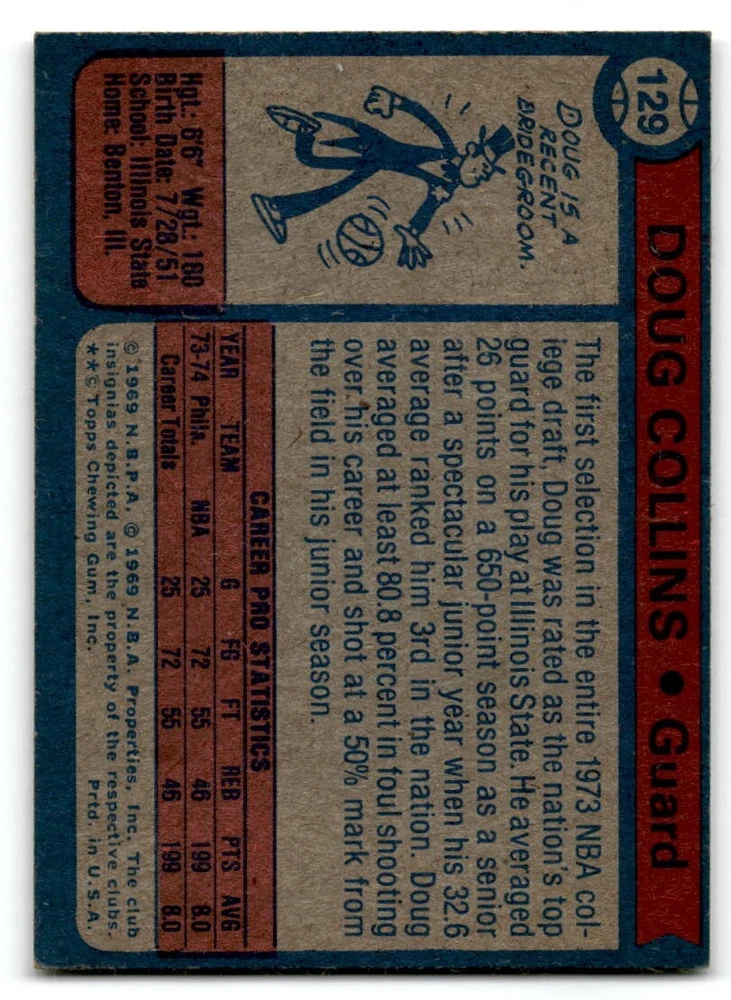 129
DOUG COLLINS • Guard
DOUG IS A
RECENT
BRIDEGROOM.
Hgt.: 6'6" Wgt.: 180
Birth Date: 7/28/51
School: Illinois State
Home: Benton, Ill.
The first selection in the entire 1973 NBA col-
iege draft, Doug was rated as the nation's top
guard for his play at Illinois State. He averaged
26 points on a 650-point season as a senior
after a spectacular junior year when his 32.6
average ranked him 3rd in the nation. Doug
averaged at least 80.8 percent in foul shooting
over his career and shot at a 50% mark from
the field in his junior season.
CAREER PRO STATISTICS
YEAR TEAM G FG FT REB PTS AVG
73-74 Phila. NBA 25 72 55 46 199 8.0
Career Totals 25 72 55 46 199 8.0
© 1969 N.B.P.A. © 1969 N.B.A. Properties, Inc. The club
insignias depicted are the property of the respective clubs.
**© Topps Chewing Gum, Inc. Prtd. in U.S.A.